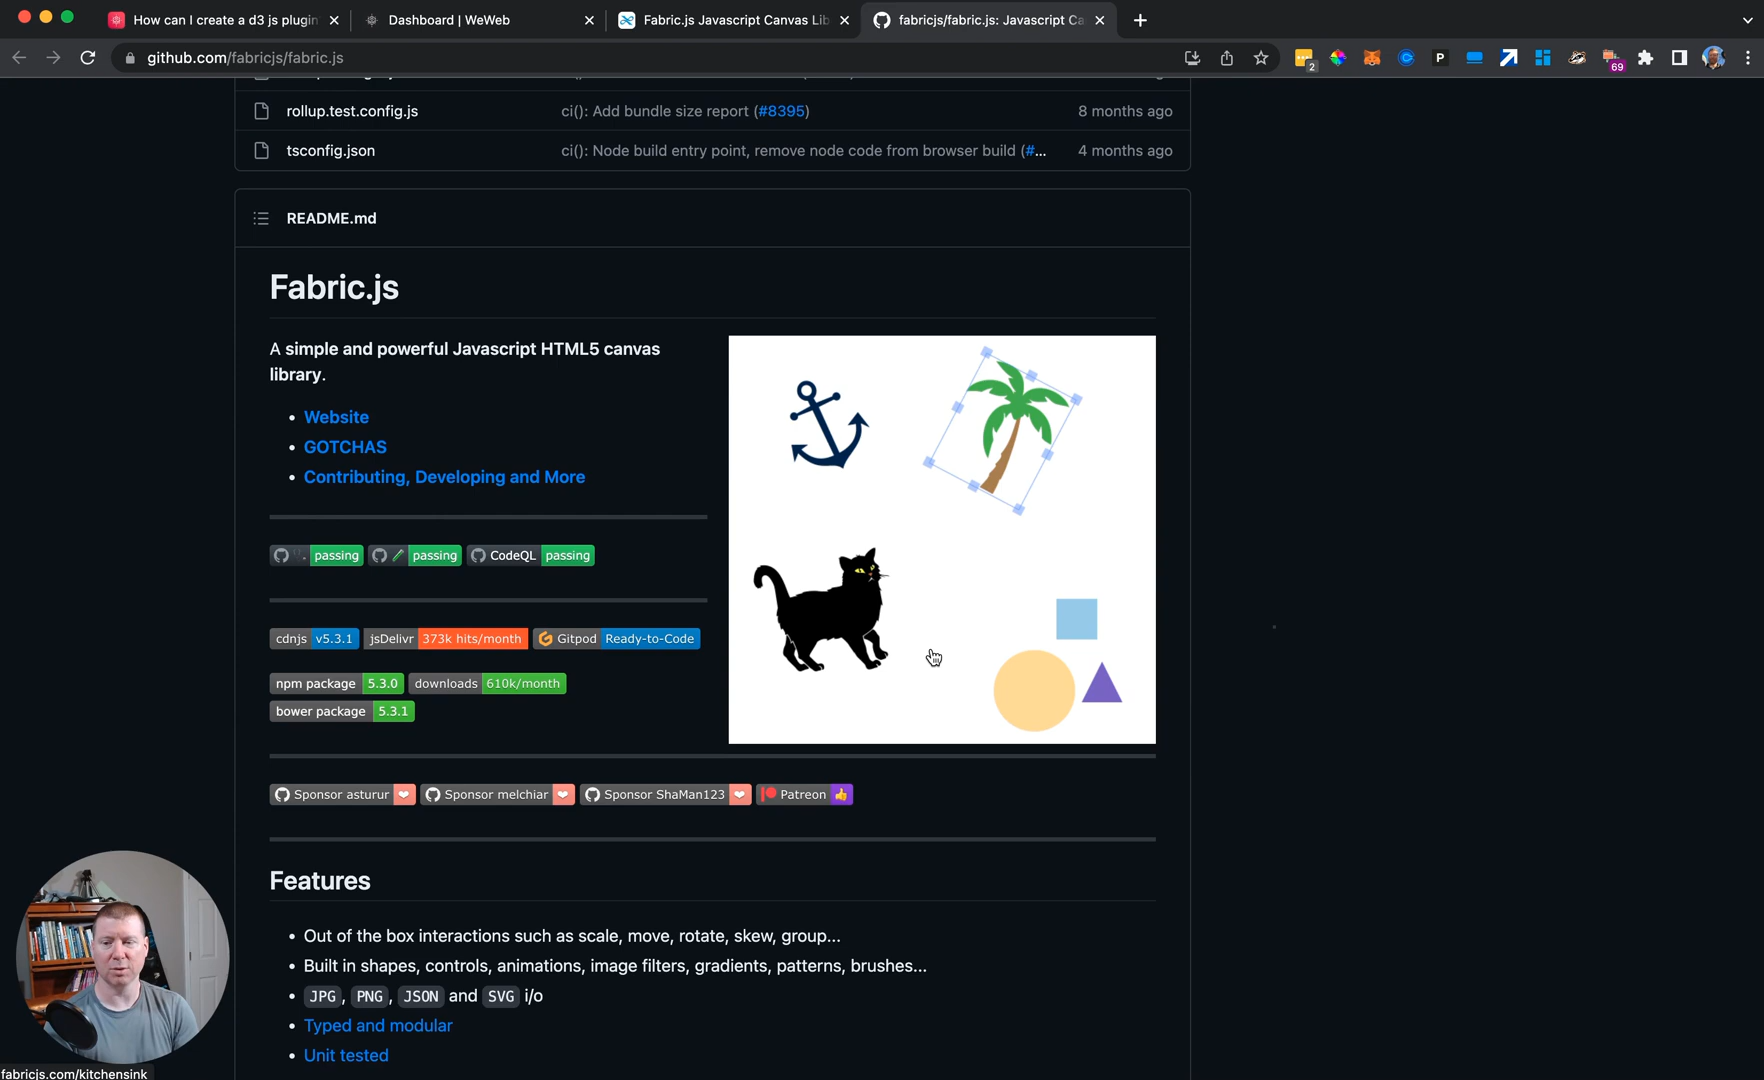 How can I create a d3 js plugin
Dashboard | WeWeb
Fabric.js Javascript Canvas Lib
fabricjs/fabric.js: Javascript Ca
github.com/fabricjs/fabric.js
2
P
69
rollup.test.config.js ci(): Add bundle size report (#8395) 8 months ago
tsconfig.json ci(): Node build entry point, remove node code from browser build (#... 4 months ago
README.md
Fabric.js
A simple and powerful Javascript HTML5 canvas
library.
Website
GOTCHAS
Contributing, Developing and More
passing passing CodeQL passing
cdnjs v5.3.1 jsDelivr 373k hits/month Gitpod Ready-to-Code
npm package 5.3.0 downloads 610k/month
bower package 5.3.1
Sponsor asturur Sponsor melchiar Sponsor ShaMan123 Patreon
Features
Out of the box interactions such as scale, move, rotate, skew, group...
Built in shapes, controls, animations, image filters, gradients, patterns, brushes...
JPG, PNG, JSON and SVG i/o
Typed and modular
Unit tested
fabricjs.com/kitchensink